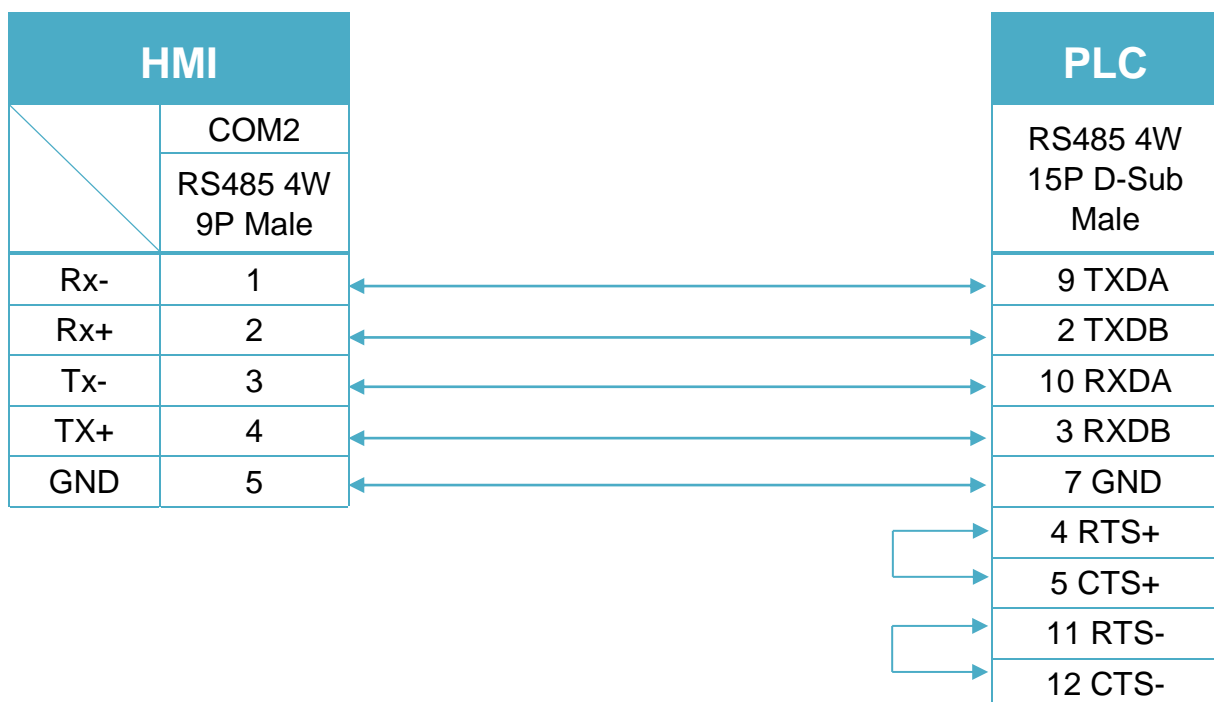 HMI
PLC
COM2
RS485 4W
9P Male
RS485 4W
15P D-Sub
Male
Rx- 1 9 TXDA
Rx+ 2 2 TXDB
Tx- 3 10 RXDA
TX+ 4 3 RXDB
GND 5 7 GND
4 RTS+
5 CTS+
11 RTS-
12 CTS-